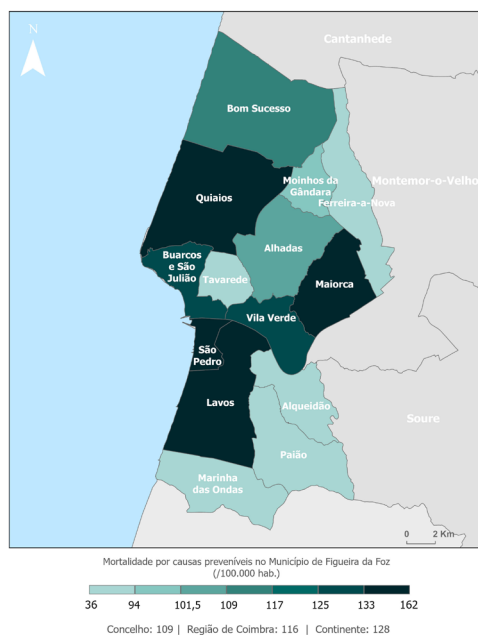 Cantanhede
N
Bom Sucesso
Moinhos da
Gândara
Montemor-o-Velho
Quiaios
Ferreira-a-Nova
Alhadas
Buarcos
e São
Julião
Tavarede
Maiorca
Vila Verde
São
Pedro
Lavos
Alqueidão
Soure
Paião
Marinha
das Ondas
0 2 Km
Mortalidade por causas preveníveis no Município de Figueira da Foz
(/100.000 hab.)
36 94 101,5 109 117 125 133 162
Concelho: 109 | Região de Coimbra: 116 | Continente: 128